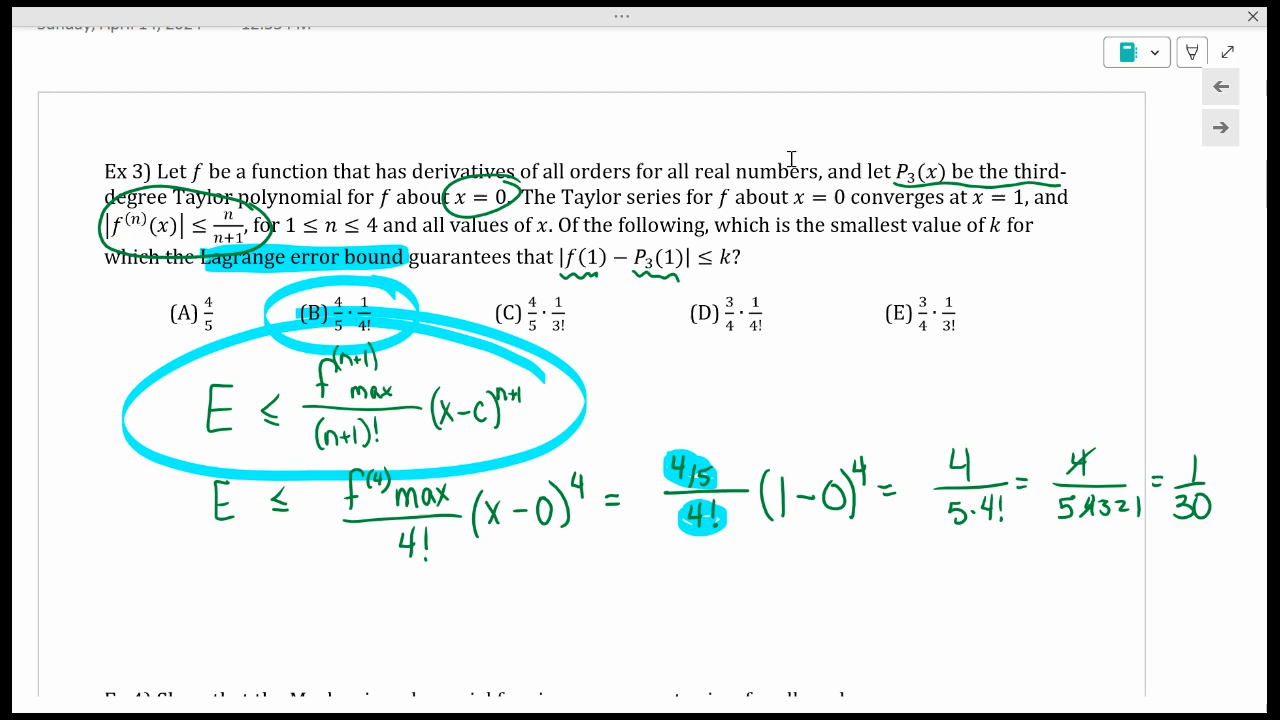 Ex 3) Let f be a function that has derivatives of all orders for all real numbers, and let P₃(x) be the third-
degree Taylor polynomial for f about x = 0. The Taylor series for f about x = 0 converges at x = 1, and
|f⁽ⁿ⁾(x)| ≤ n/(n+1), for 1 ≤ n ≤ 4 and all values of x. Of the following, which is the smallest value of k for
which the Lagrange error bound guarantees that |f(1) − P₃(1)| ≤ k?
(A) 4/5 (B) 4/5 · 1/4! (C) 4/5 · 1/3! (D) 3/4 · 1/4! (E) 3/4 · 1/3!
E ≤ f⁽ⁿ⁺¹⁾ max / (n+1)! (x−c)ⁿ⁺¹
E ≤ f⁽⁴⁾ max / 4! (x−0)⁴ = 4/5 / 4! (1−0)⁴ = 4 / 5·4! = 4 / 5 4 3 2 1 = 1/30